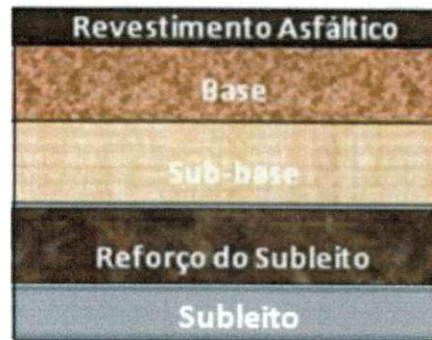 Revestimento Asfáltico
Base
Sub-base
Reforço do Subleito
Subleito